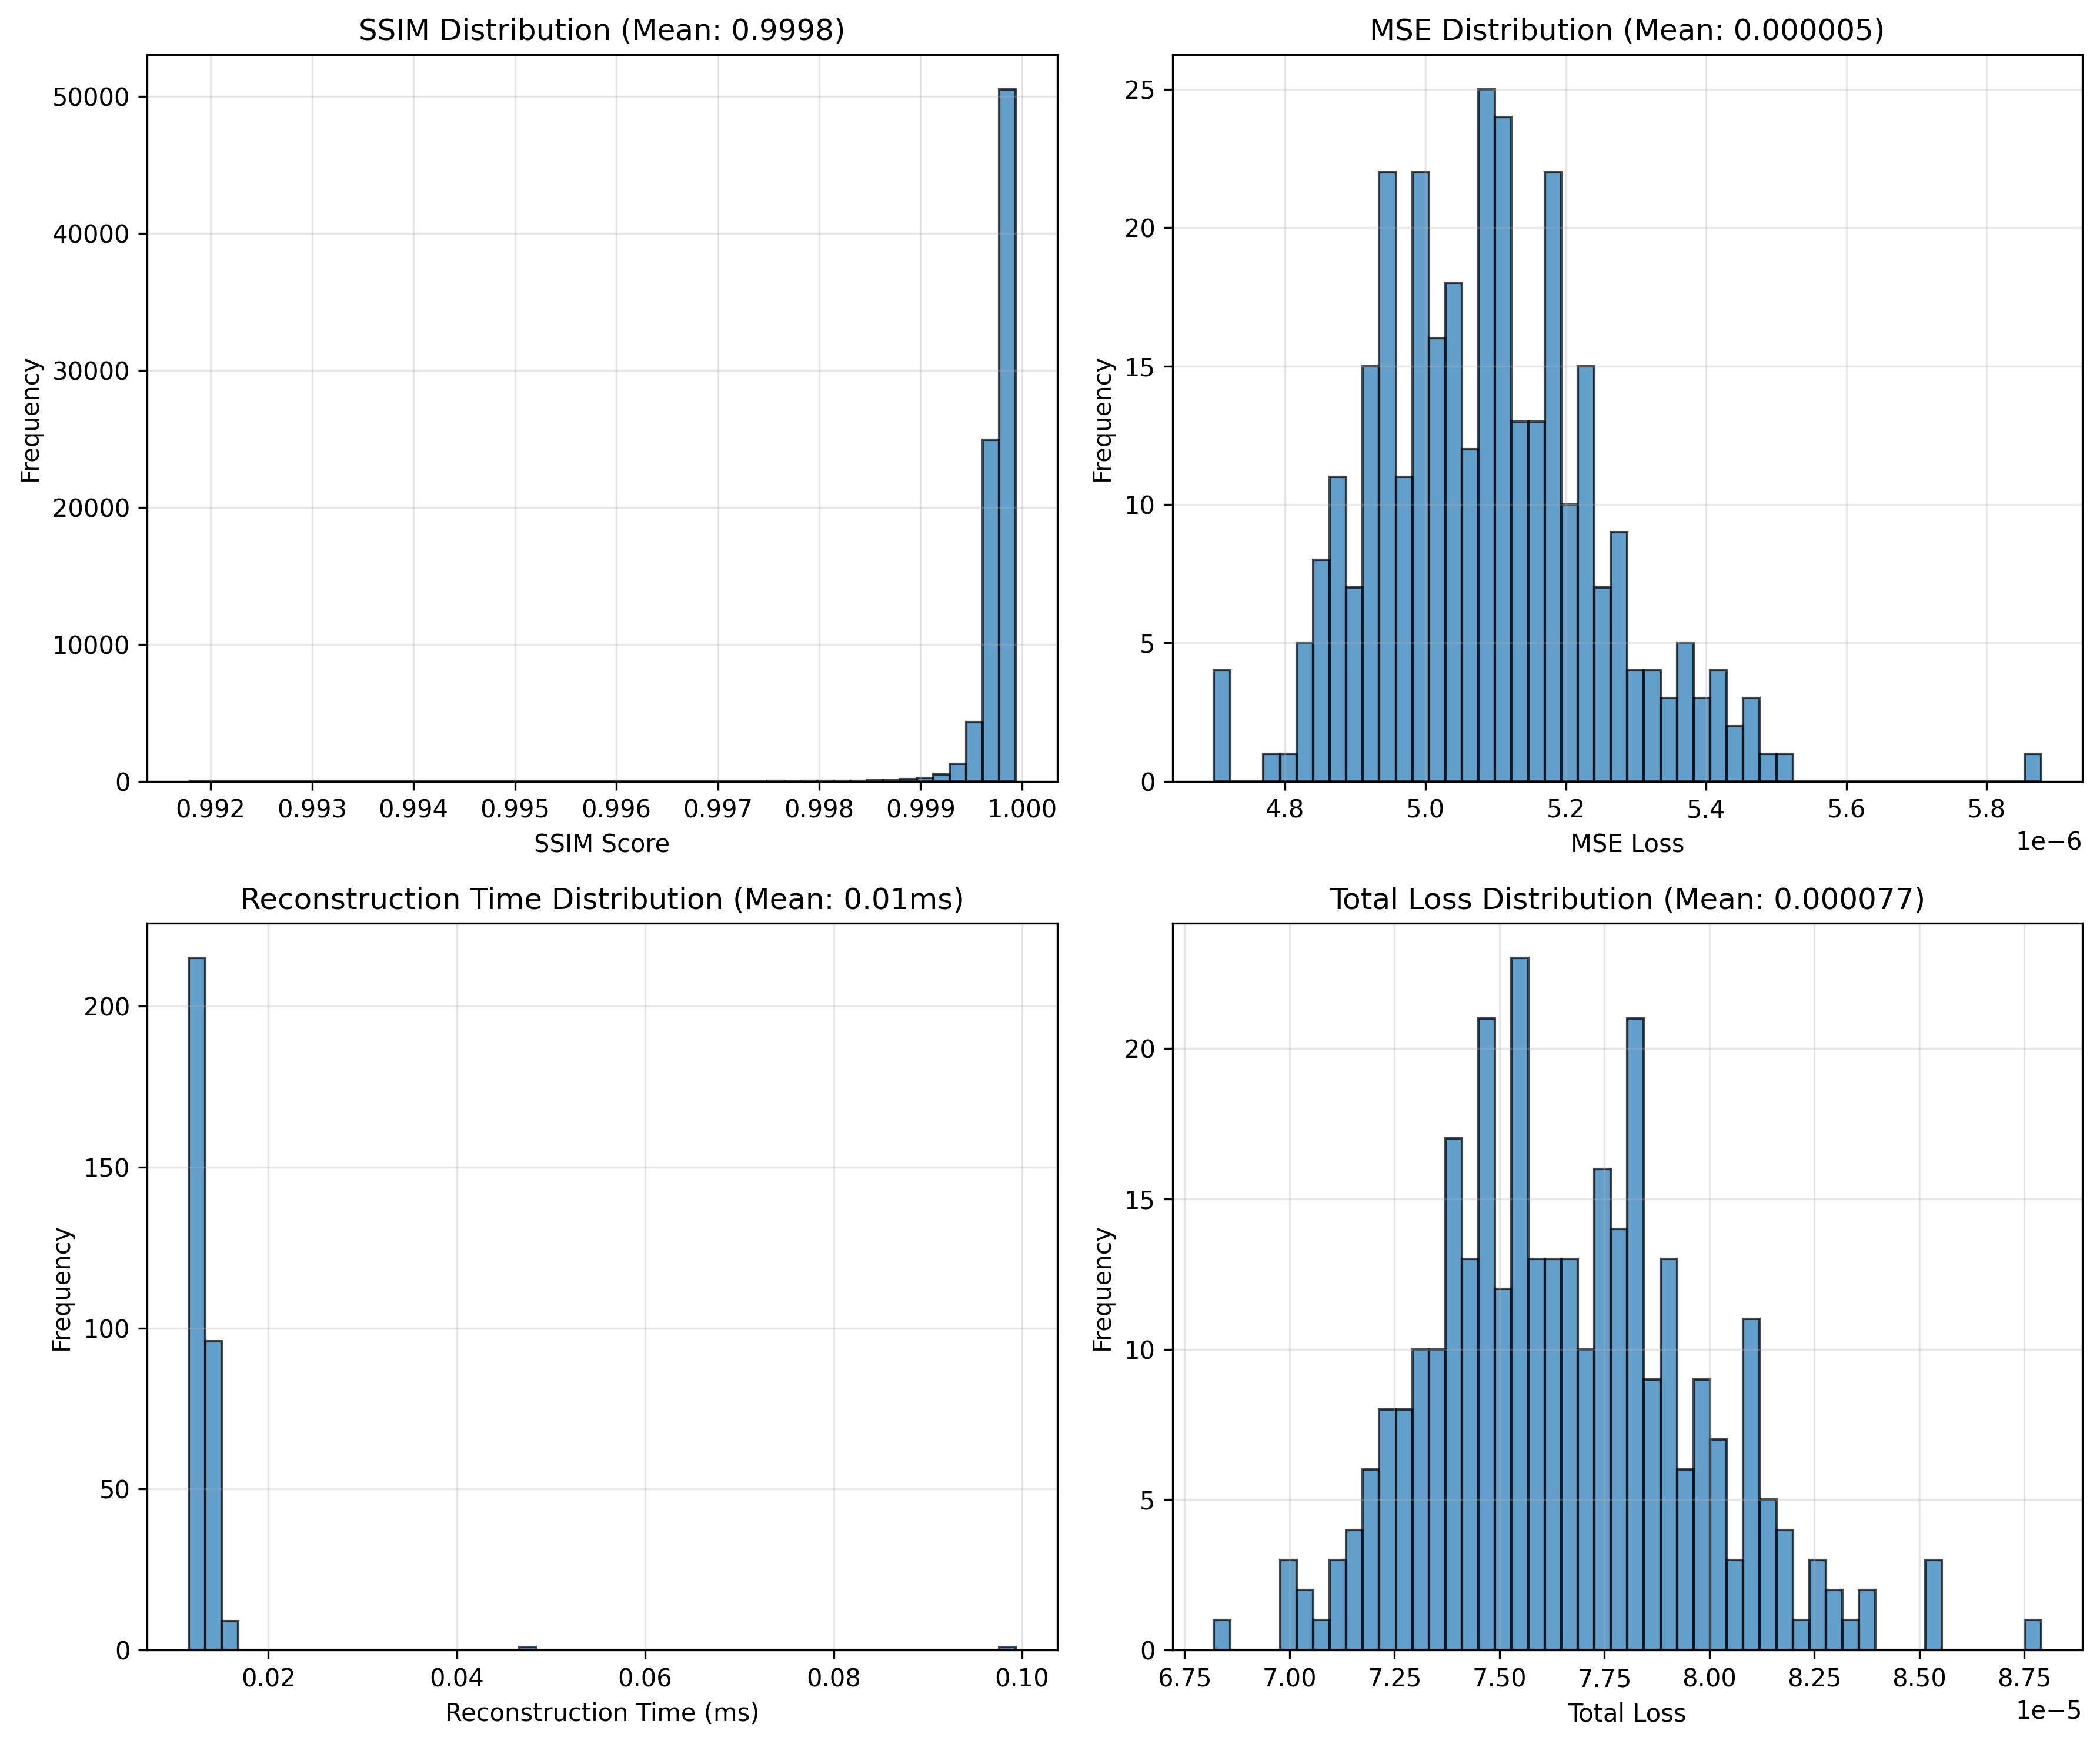 SSIM Distribution (Mean: 0.9998)
Frequency
50000
40000
30000
20000
10000
0
0.992 0.993 0.994 0.995 0.996 0.997 0.998 0.999 1.000
SSIM Score
MSE Distribution (Mean: 0.000005)
Frequency
25
20
15
10
5
0
4.8 5.0 5.2 5.4 5.6 5.8
1e−6
MSE Loss
Reconstruction Time Distribution (Mean: 0.01ms)
Frequency
200
150
100
50
0
0.02 0.04 0.06 0.08 0.10
Reconstruction Time (ms)
Total Loss Distribution (Mean: 0.000077)
Frequency
20
15
10
5
0
6.75 7.00 7.25 7.50 7.75 8.00 8.25 8.50 8.75
1e−5
Total Loss